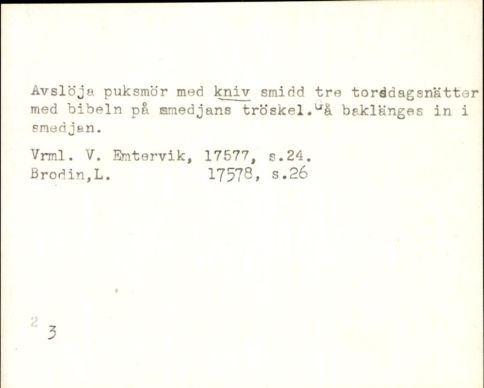 Avslöja puksmör med kniv smidd tre torddagsnätter
med bibeln på smedjans tröskel. Gå baklänges in i
smedjan.
Vrml. V. Emtervik, 17577, s.24.
Brodin,L. 17578, s.26
2
3